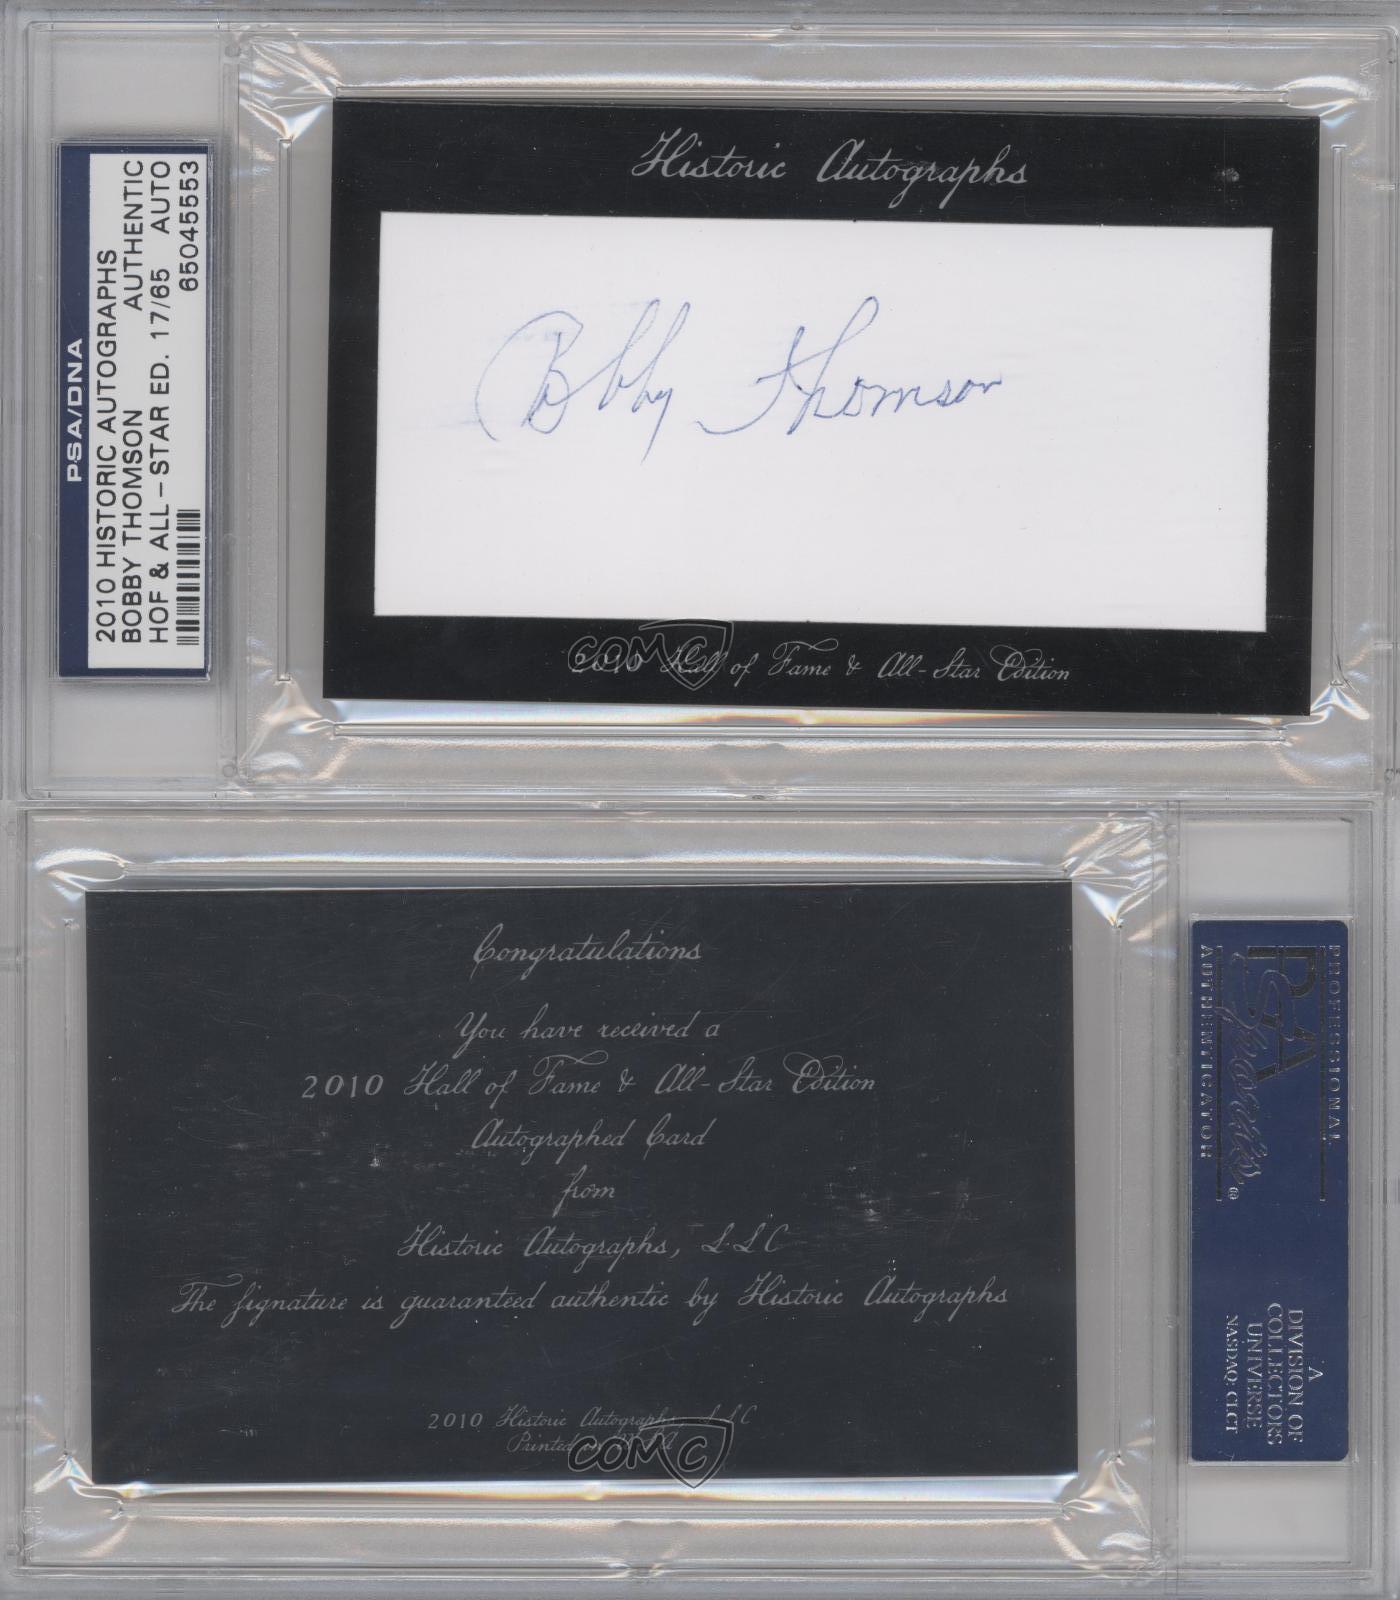 PSA/DNA
2010 HISTORIC AUTOGRAPHS
BOBBY THOMSON AUTHENTIC
HOF & ALL-STAR ED. 17/65 AUTO
65045553
Historic Autographs
Bobby Thomson
2010 Hall of Fame & All-Star Edition
COMC
Congratulations
You have received a
2010 Hall of Fame & All-Star Edition
Autographed Card
from
Historic Autographs, LLC
The signature is guaranteed authentic by Historic Autographs
2010 Historic Autographs, LLC
Printed in
COMC
PROFESSIONAL
PSA
AUTHENTICATOR
®
A
DIVISION OF
COLLECTORS
UNIVERSE
NASDAQ: CLCT